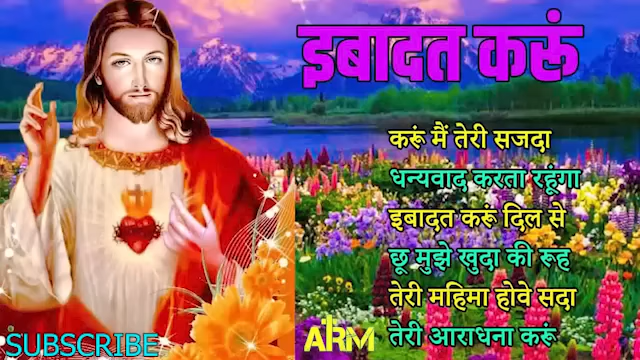 इबादत करूं
करूं मैं तेरी सजदा
धन्यवाद करता रहूंगा
इबादत करूं दिल से
छू मुझे खुदा की रूह
तेरी महिमा होवे सदा
तेरी आराधना करूं
SUBSCRIBE
ARM